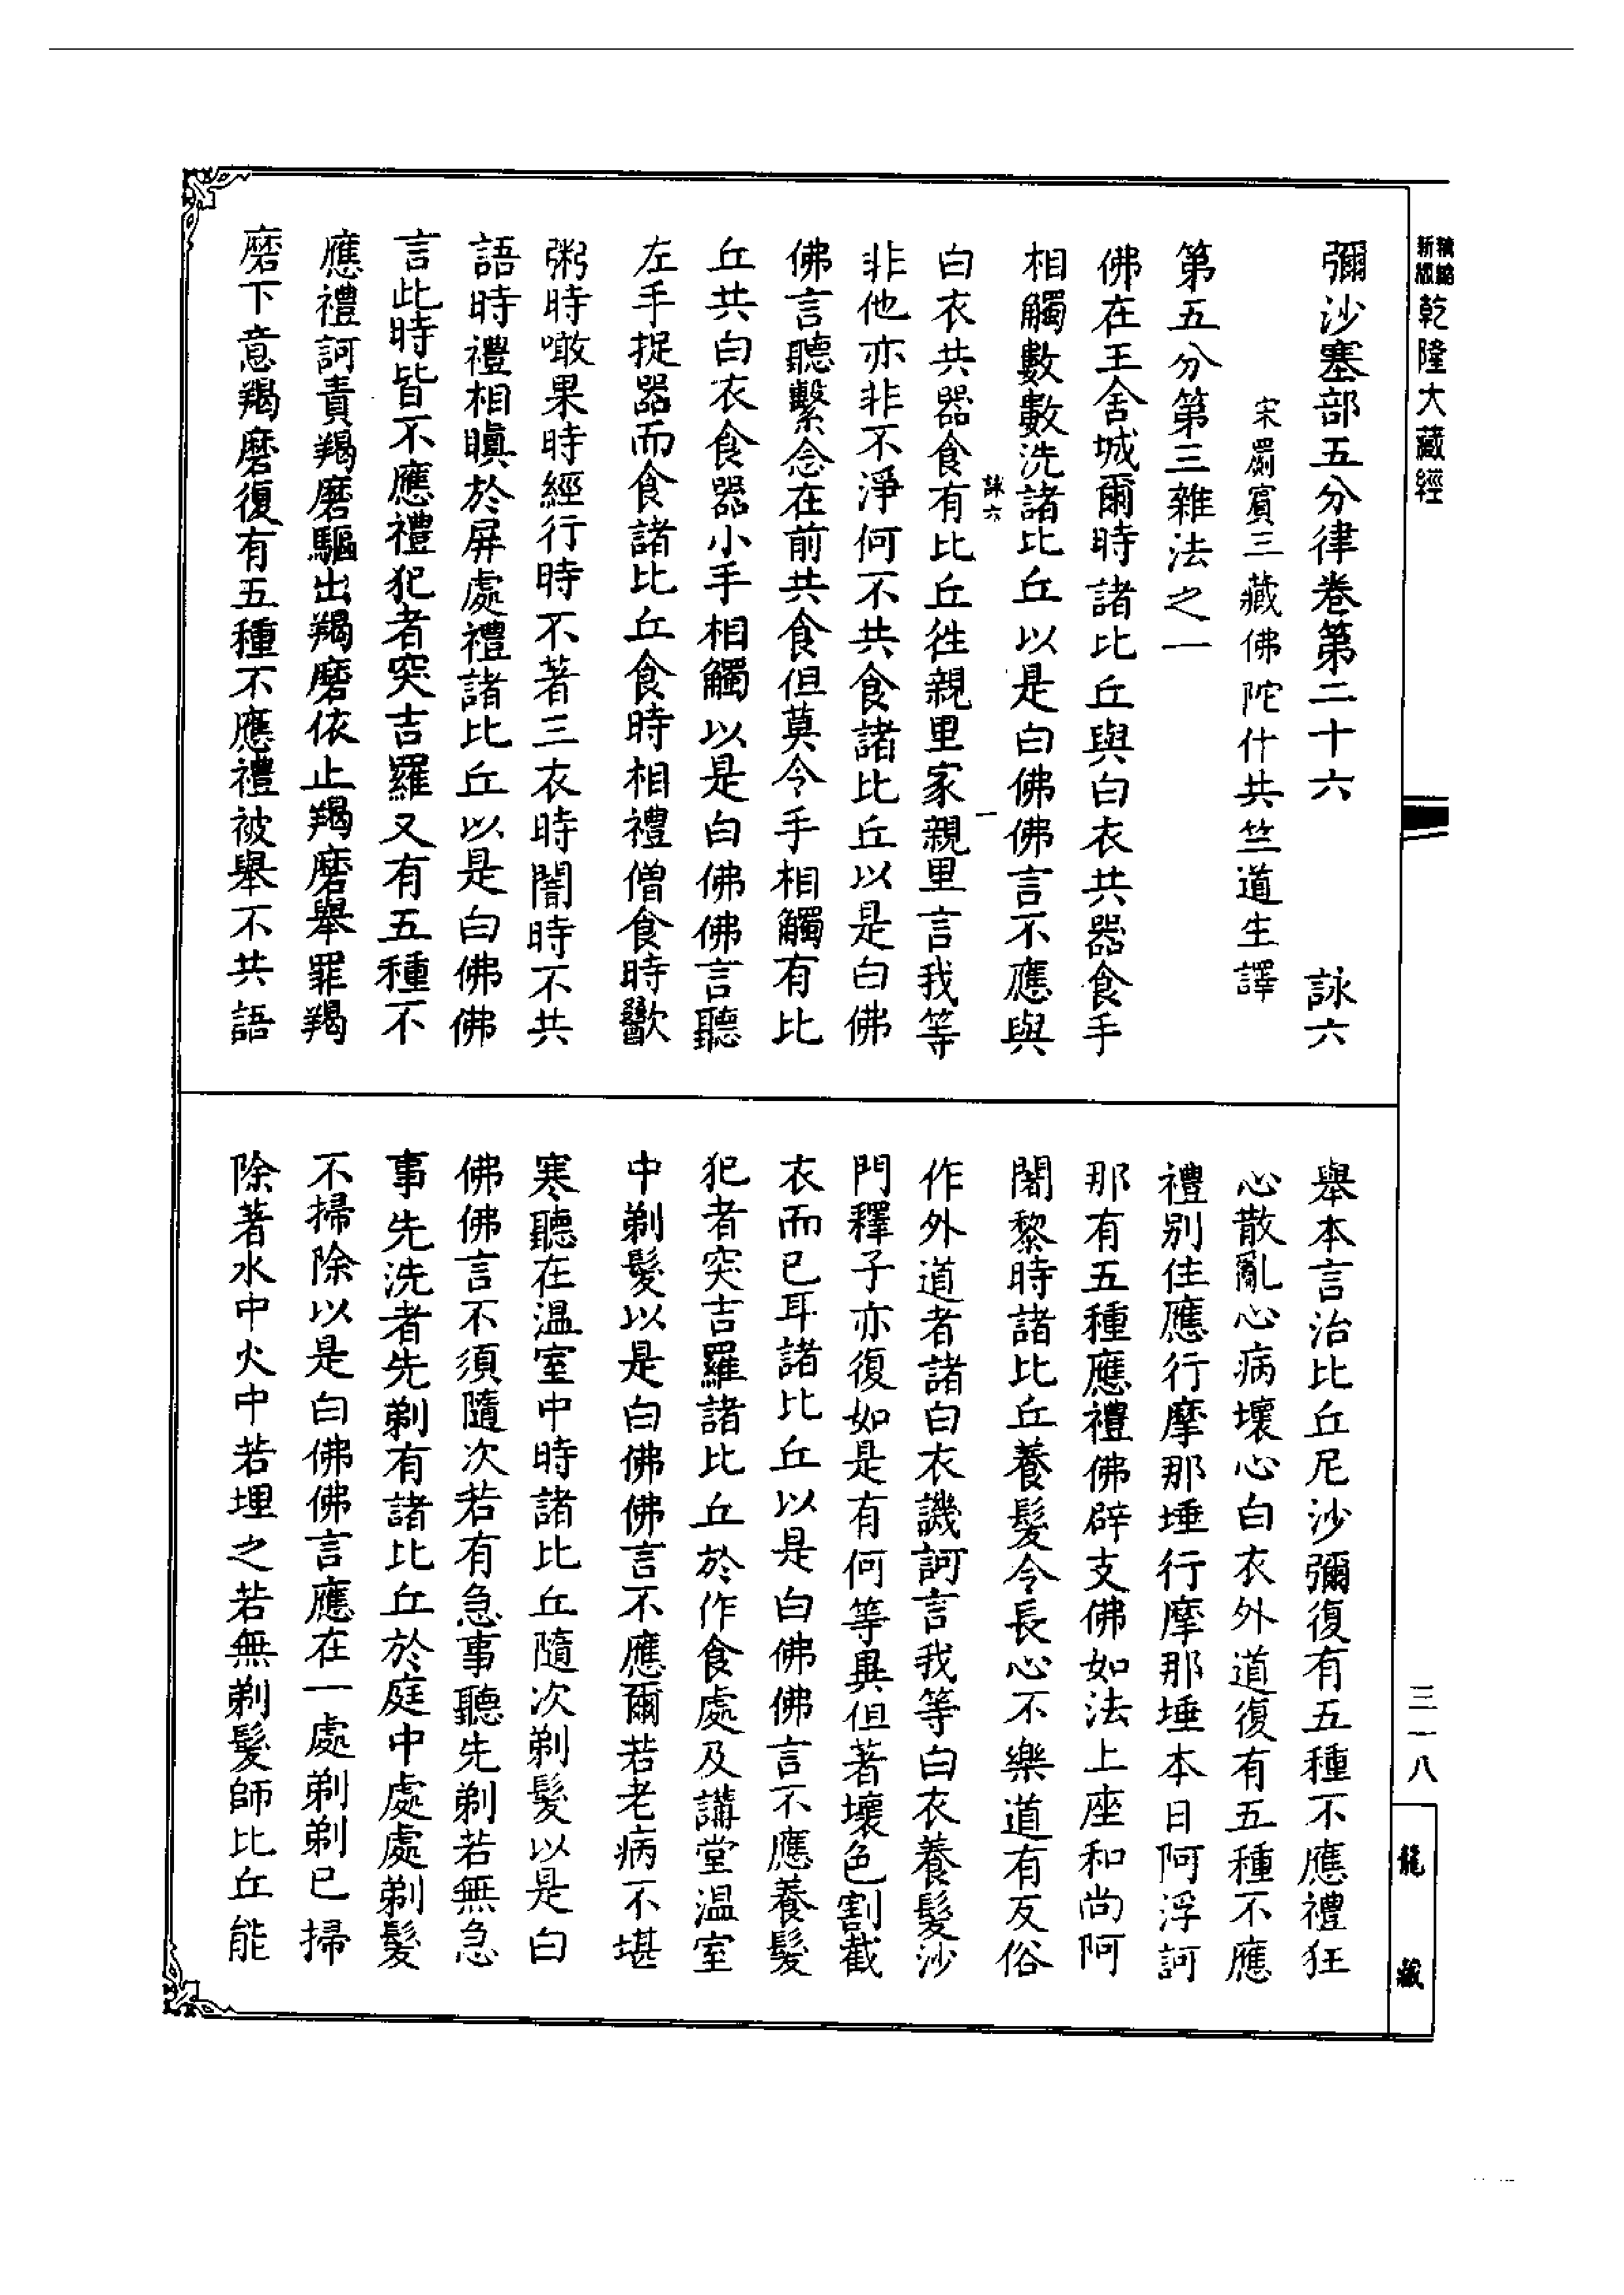 彌沙塞部五分律卷第二十六 詠六
宋罽賓三藏佛陀什共竺道生譯
第五分第三雜法之一
佛在王舍城爾時諸比丘與白衣共器食手
相觸數數洗諸比丘以是白佛佛言不應與
詠六 一
白衣共器食有比丘往親里家親里言我等
非他亦非不淨何不共食諸比丘以是白佛
佛言聽繫念在前共食但莫令手相觸有比
丘共白衣食器小手相觸以是白佛佛言聽
左手捉器而食諸比丘食時相禮僧食時歠
粥時噉果時經行時不著三衣時闇時不共
語時禮相瞋於屏處禮諸比丘以是白佛佛
言此時皆不應禮犯者突吉羅又有五種不
應禮訶責羯磨驅出羯磨依止羯磨舉罪羯
磨下意羯磨復有五種不應禮被舉不共語
舉本言治比丘尼沙彌復有五種不應禮狂
心散亂心病壞心白衣外道復有五種不應
禮別住應行摩那埵行摩那埵本日阿浮訶
那有五種應禮佛辟支佛如法上座和尚阿
闍黎時諸比丘養髮令長心不樂道有反俗
作外道者諸白衣譏訶言我等白衣養髮沙
門釋子亦復如是有何等異但著壞色割截
衣而已耳諸比丘以是白佛佛言不應養髮
犯者突吉羅諸比丘於作食處及講堂溫室
中剃髮以是白佛佛言不應爾若老病不堪
寒聽在溫室中時諸比丘隨次剃髮以是白
佛佛言不須隨次若有急事聽先剃若無急
事先洗者先剃有諸比丘於庭中處處剃髮
不掃除以是白佛佛言應在一處剃剃已掃
除著水中火中若埋之若無剃髮師比丘能
新編縮版乾隆大藏經
三一八
龍藏